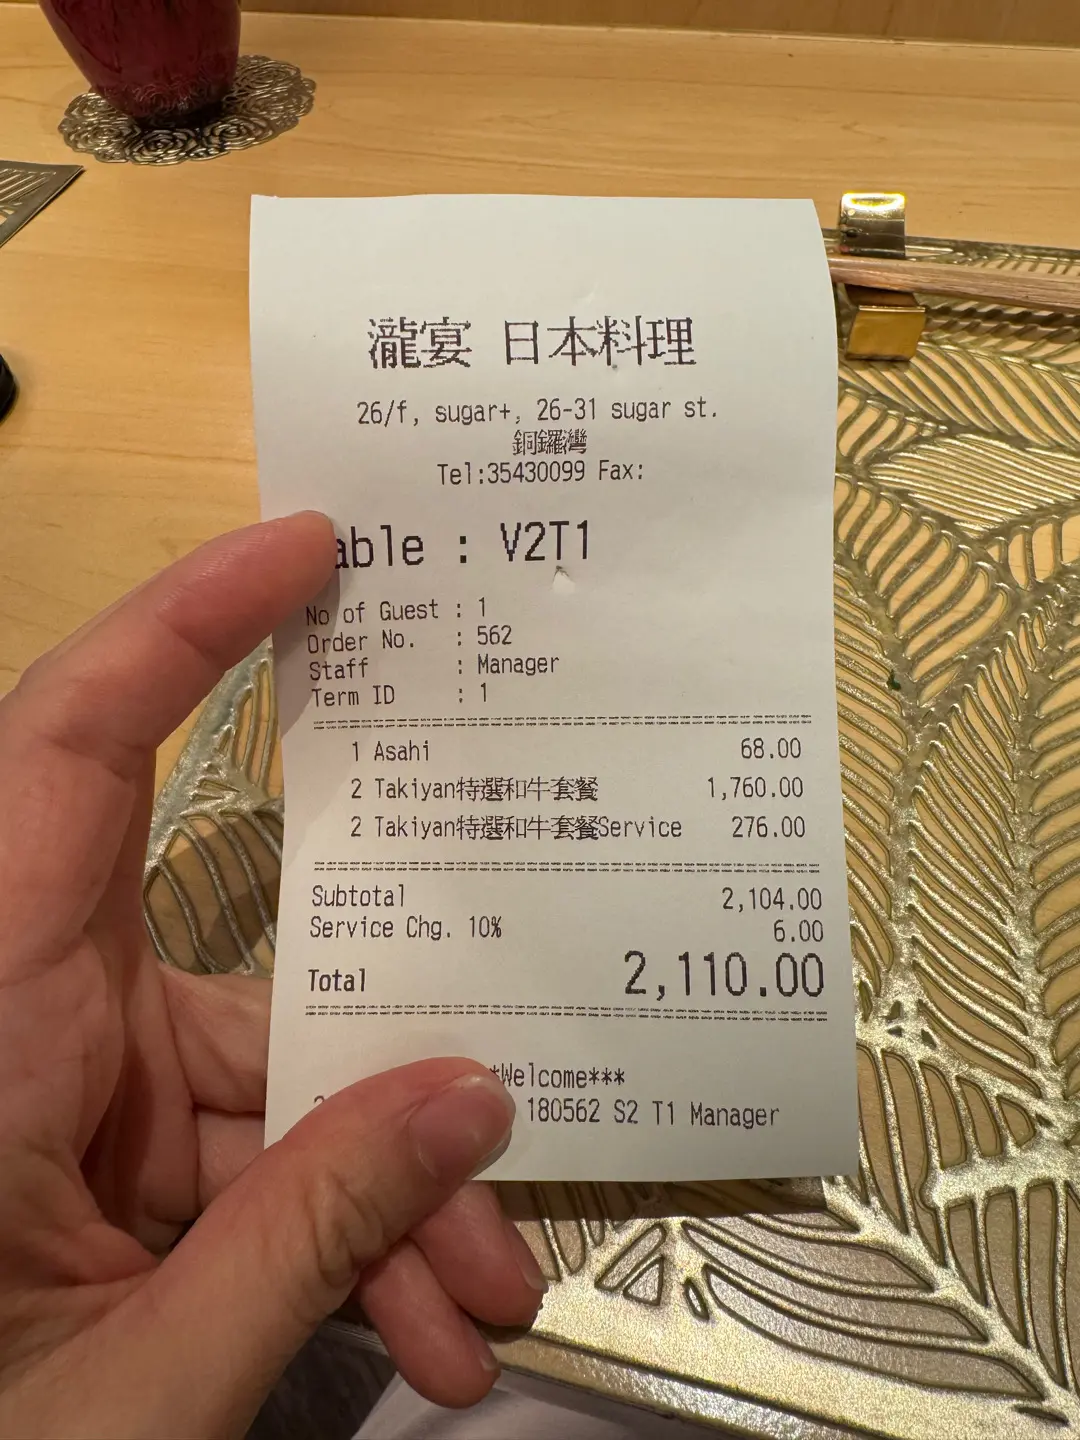 瀧宴 日本料理
26/f, sugar+, 26-31 sugar st.
銅鑼灣
Tel:35430099 Fax:
able : V2T1
No of Guest : 1
Order No. : 562
Staff : Manager
Term ID : 1
1 Asahi 68.00
2 Takiyan特選和牛套餐 1,760.00
2 Takiyan特選和牛套餐Service 276.00
Subtotal 2,104.00
Service Chg. 10% 6.00
Total 2,110.00
*Welcome***
180562 S2 T1 Manager